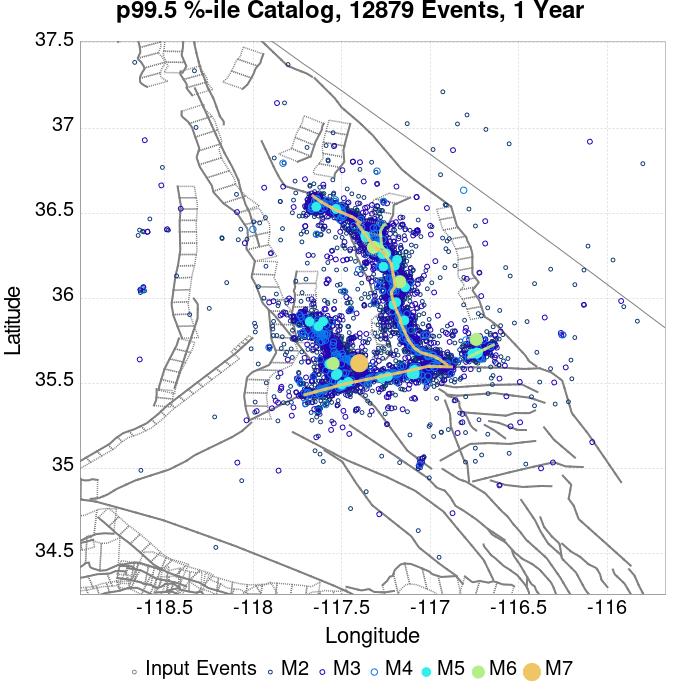 p99.5 %-ile Catalog, 12879 Events, 1 Year
37.5
37
36.5
36
35.5
35
34.5
Latitude
-118.5 -118 -117.5 -117 -116.5 -116
Longitude
Input Events M2 M3 M4 M5 M6 M7